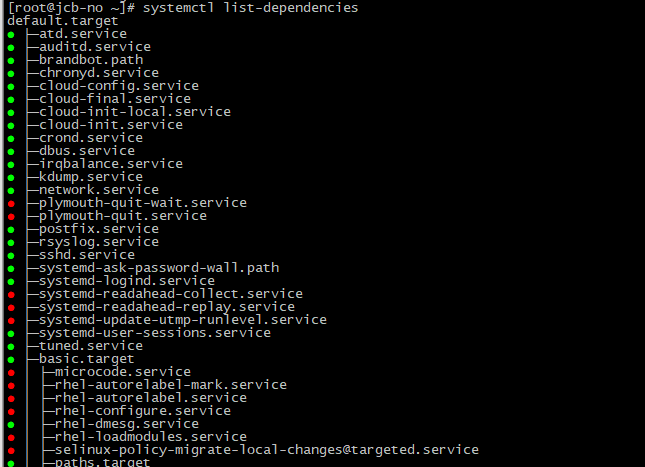 [root@jcb-no ~]# systemctl list-dependencies
default.target
● ├─atd.service
● ├─auditd.service
● ├─brandbot.path
● ├─chronyd.service
● ├─cloud-config.service
● ├─cloud-final.service
● ├─cloud-init-local.service
● ├─cloud-init.service
● ├─crond.service
● ├─dbus.service
● ├─irqbalance.service
● ├─kdump.service
● ├─network.service
● ├─plymouth-quit-wait.service
● ├─plymouth-quit.service
● ├─postfix.service
● ├─rsyslog.service
● ├─sshd.service
● ├─systemd-ask-password-wall.path
● ├─systemd-logind.service
● ├─systemd-readahead-collect.service
● ├─systemd-readahead-replay.service
● ├─systemd-update-utmp-runlevel.service
● ├─systemd-user-sessions.service
● ├─tuned.service
● ├─basic.target
● │ ├─microcode.service
● │ ├─rhel-autorelabel-mark.service
● │ ├─rhel-autorelabel.service
● │ ├─rhel-configure.service
● │ ├─rhel-dmesg.service
● │ ├─rhel-loadmodules.service
● │ ├─selinux-policy-migrate-local-changes@targeted.service
● │ ├─paths.target